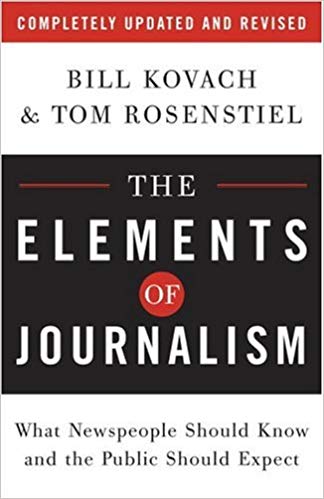 COMPLETELY UPDATED AND REVISED
BILL KOVACH
& TOM ROSENSTIEL
THE
ELEMENTS
OF
JOURNALISM
What Newspeople Should Know
and the Public Should Expect